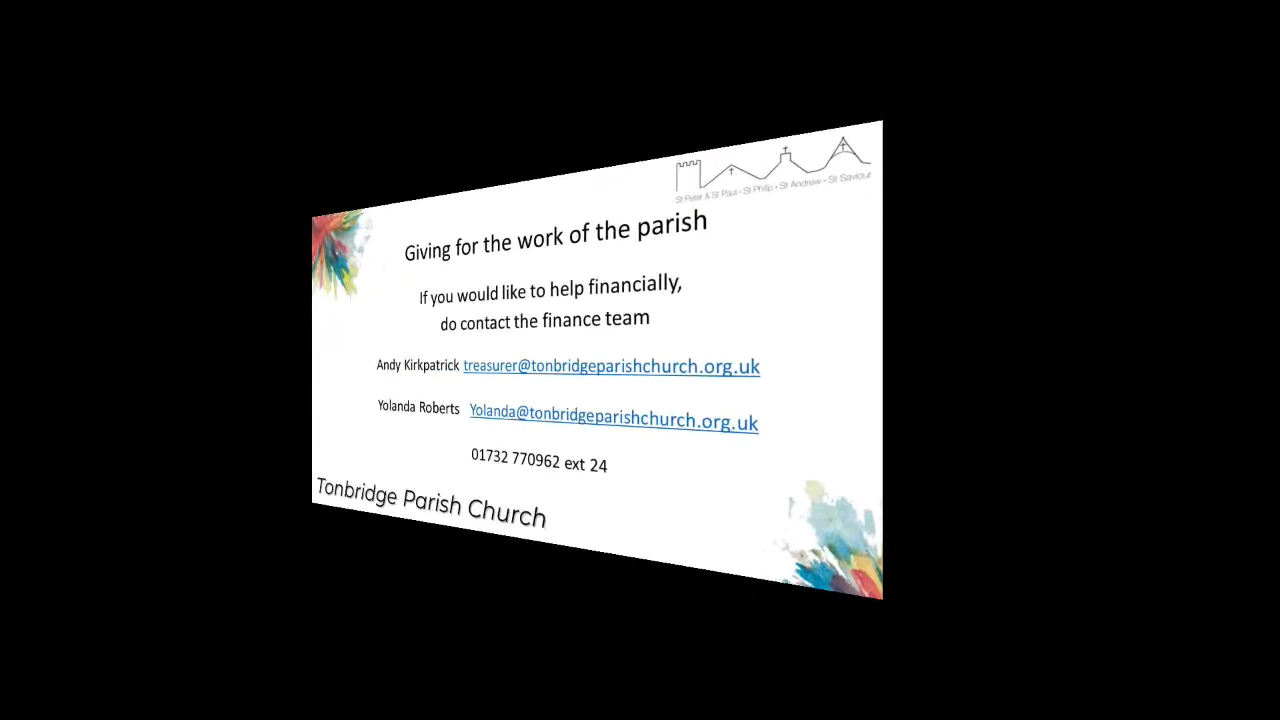 St Peter & St Paul • St Philip • St Andrew • St Saviour
Giving for the work of the parish
If you would like to help financially,
do contact the finance team
Andy Kirkpatrick treasurer@tonbridgeparishchurch.org.uk
Yolanda Roberts Yolanda@tonbridgeparishchurch.org.uk
01732 770962 ext 24
Tonbridge Parish Church